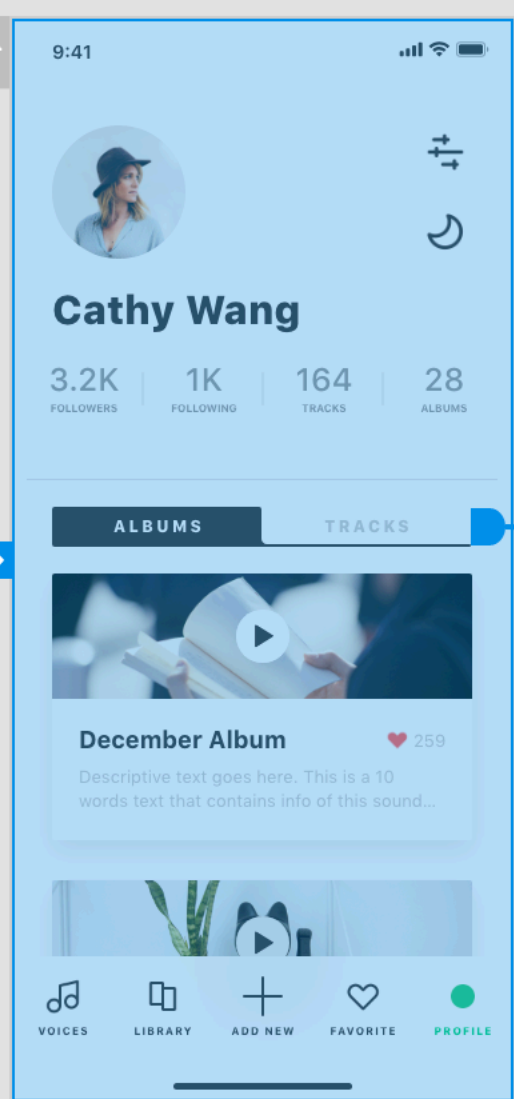 9:41
Cathy Wang
3.2K 1K 164 28
FOLLOWERS FOLLOWING TRACKS ALBUMS
ALBUMS TRACKS
December Album 259
Descriptive text goes here. This is a 10
words text that contains info of this sound...
VOICES LIBRARY ADD NEW FAVORITE PROFILE